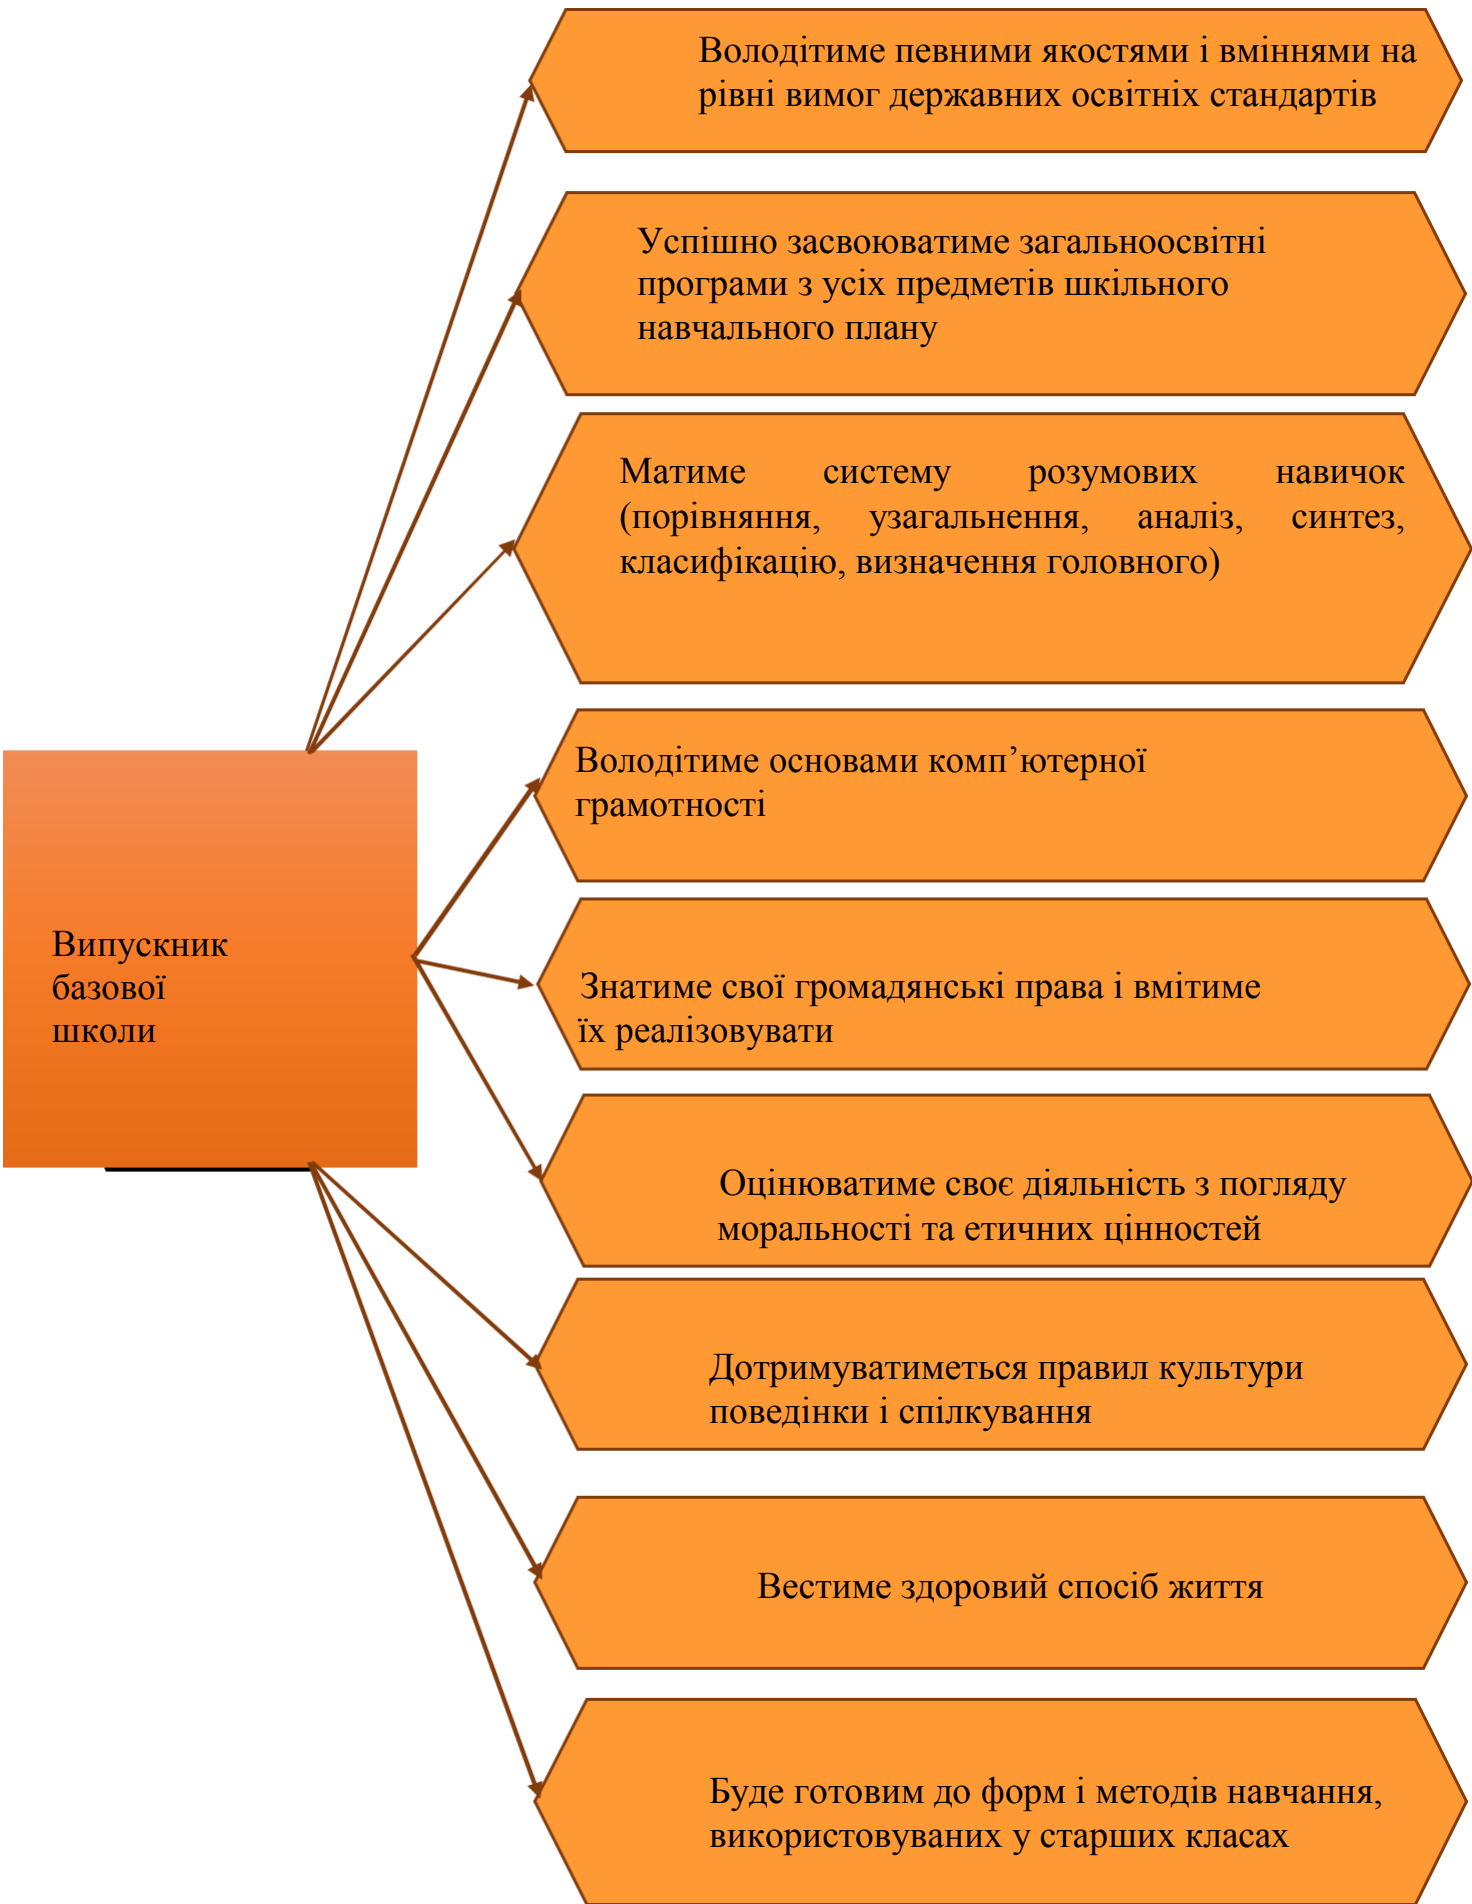 Володітиме певними якостями і вміннями на
рівні вимог державних освітніх стандартів
Успішно засвоюватиме загальноосвітні
програми з усіх предметів шкільного
навчального плану
Матиме систему розумових навичок
(порівняння, узагальнення, аналіз, синтез,
класифікацію, визначення головного)
Володітиме основами комп’ютерної
грамотності
Випускник
базової
школи
Знатиме свої громадянські права і вмітиме
їх реалізовувати
Оцінюватиме своє діяльність з погляду
моральності та етичних цінностей
Дотримуватиметься правил культури
поведінки і спілкування
Вестиме здоровий спосіб життя
Буде готовим до форм і методів навчання,
використовуваних у старших класах